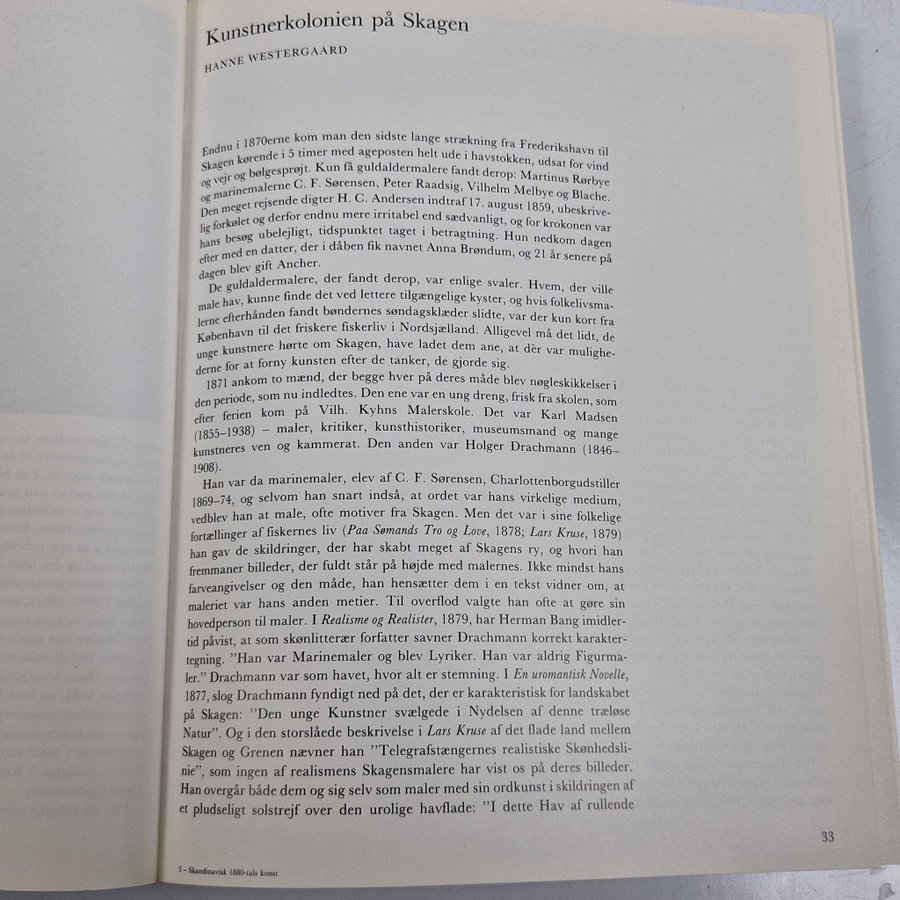 Kunstnerkolonien på Skagen
HANNE WESTERGAARD
Endnu i 1870erne kom man den sidste lange strækning fra Frederikshavn til
Skagen kørende i 5 timer med ageposten helt ude i havstokken, udsat for vind
og vejr og bølgesprøjt. Kun få guldaldermalere fandt derop: Martinus Rørbye
og marinemalerne C. F. Sørensen, Peter Raadsig, Vilhelm Melbye og Blache.
Den meget rejsende digter H. C. Andersen indtraf 17. august 1859, ubeskrive-
lig forkølet og derfor endnu mere irritabel end sædvanligt, og for krokonen var
hans besøg ubelejligt, tidspunktet taget i betragtning. Hun nedkom dagen
efter med en datter, der i dåben fik navnet Anna Brøndum, og 21 år senere på
dagen blev gift Ancher.
De guldaldermalere, der fandt derop, var enlige svaler. Hvem, der ville
male hav, kunne finde det ved lettere tilgængelige kyster, og hvis folkelivsma-
lerne efterhånden fandt bøndernes søndagsklæder slidte, var der kun kort fra
København til det friskere fiskerliv i Nordsjælland. Alligevel må det lidt, de
unge kunstnere hørte om Skagen, have ladet dem ane, at dèr var mulighe-
derne for at forny kunsten efter de tanker, de gjorde sig.
1871 ankom to mænd, der begge hver på deres måde blev nøgleskikkelser i
den periode, som nu indledtes. Den ene var en ung dreng, frisk fra skolen, som
efter ferien kom på Vilh. Kyhns Malerskole. Det var Karl Madsen
(1855–1938) – maler, kritiker, kunsthistoriker, museumsmand og mange
kunstneres ven og kammerat. Den anden var Holger Drachmann (1846–
1908).
Han var da marinemaler, elev af C. F. Sørensen, Charlottenborgudstiller
1869–74, og selvom han snart indså, at ordet var hans virkelige medium,
vedblev han at male, ofte motiver fra Skagen. Men det var i sine folkelige
fortællinger af fiskernes liv (Paa Sømands Tro og Love, 1878; Lars Kruse, 1879)
han gav de skildringer, der har skabt meget af Skagens ry, og hvori han
fremmaner billeder, der fuldt står på højde med malernes. Ikke mindst hans
farveangivelser og den måde, han hensætter dem i en tekst vidner om, at
maleriet var hans anden metier. Til overflod valgte han ofte at gøre sin
hovedperson til maler. I Realisme og Realister, 1879, har Herman Bang imidler-
tid påvist, at som skønlitterær forfatter savner Drachmann korrekt karakter-
tegning. ”Han var Marinemaler og blev Lyriker. Han var aldrig Figurma-
ler.” Drachmann var som havet, hvor alt er stemning. I En uromantisk Novelle,
1877, slog Drachmann fyndigt ned på det, der er karakteristisk for landskabet
på Skagen: ”Den unge Kunstner svælgede i Nydelsen af denne træløse
Natur”. Og i den storslåede beskrivelse i Lars Kruse af det flade land mellem
Skagen og Grenen nævner han ”Telegrafstængernes realistiske Skønhedsli-
nie”, som ingen af realismens Skagensmalere har vist os på deres billeder.
Han overgår både dem og sig selv som maler med sin ordkunst i skildringen af
et pludseligt solstrejf over den urolige havflade: ”I dette Hav af rullende
33
3 – Skandinavisk 1880-tals konst